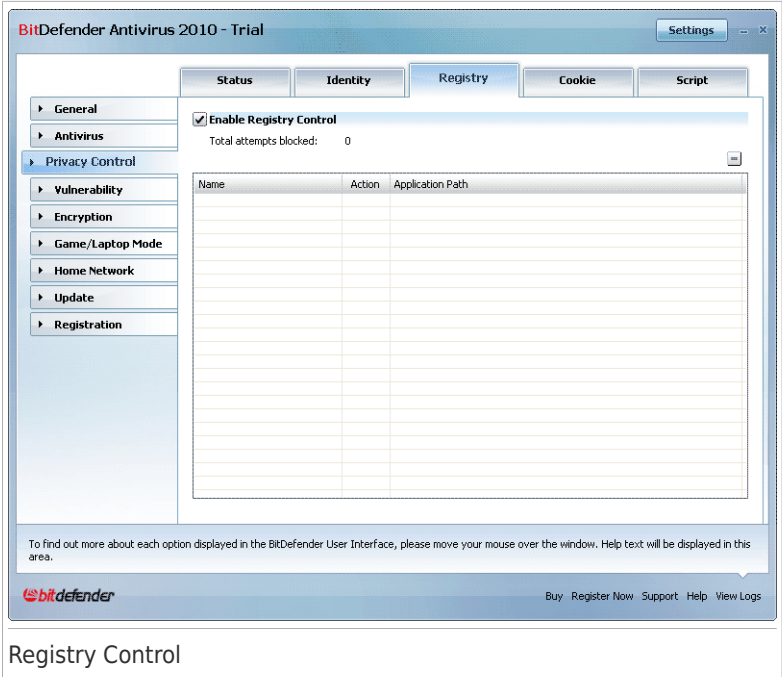 BitDefender Antivirus 2010 - Trial
Settings
Status
Identity
Registry
Cookie
Script
General
Antivirus
Privacy Control
Vulnerability
Encryption
Game/Laptop Mode
Home Network
Update
Registration
Enable Registry Control
Total attempts blocked: 0
Name Action Application Path
To find out more about each option displayed in the BitDefender User Interface, please move your mouse over the window. Help text will be displayed in this
area.
bitdefender
Buy Register Now Support Help View Logs
Registry Control